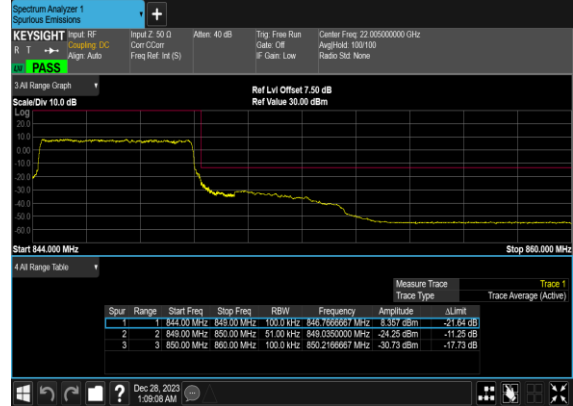 Spectrum Analyzer 1
Spurious Emissions
+
KEYSIGHT Input: RF Input Z: 50 Ω Atten: 40 dB Trig: Free Run Center Freq: 22.005000000 GHz
R T Coupling: DC Corr CCorr Gate: Off Avg|Hold: 100/100
Align: Auto Freq Ref: Int (S) IF Gain: Low Radio Std: None
PASS
3 All Range Graph
Ref Lvl Offset 7.50 dB
Scale/Div 10.0 dB Ref Value 30.00 dBm
Log
20.0
10.0
0.00
-10.0
-20.0
-30.0
-40.0
-50.0
-60.0
Start 844.000 MHz Stop 860.000 MHz
4 All Range Table
Measure Trace Trace 1
Trace Type Trace Average (Active)
Spur Range Start Freq Stop Freq RBW Frequency Amplitude ΔLimit
1 1 844.00 MHz 849.00 MHz 100.0 kHz 846.7666667 MHz 8.357 dBm -21.64 dB
2 2 849.00 MHz 850.00 MHz 51.00 kHz 849.0350000 MHz -24.25 dBm -11.25 dB
3 3 850.00 MHz 860.00 MHz 100.0 kHz 850.2166667 MHz -30.73 dBm -17.73 dB
?
Dec 28, 2023
1:09:08 AM